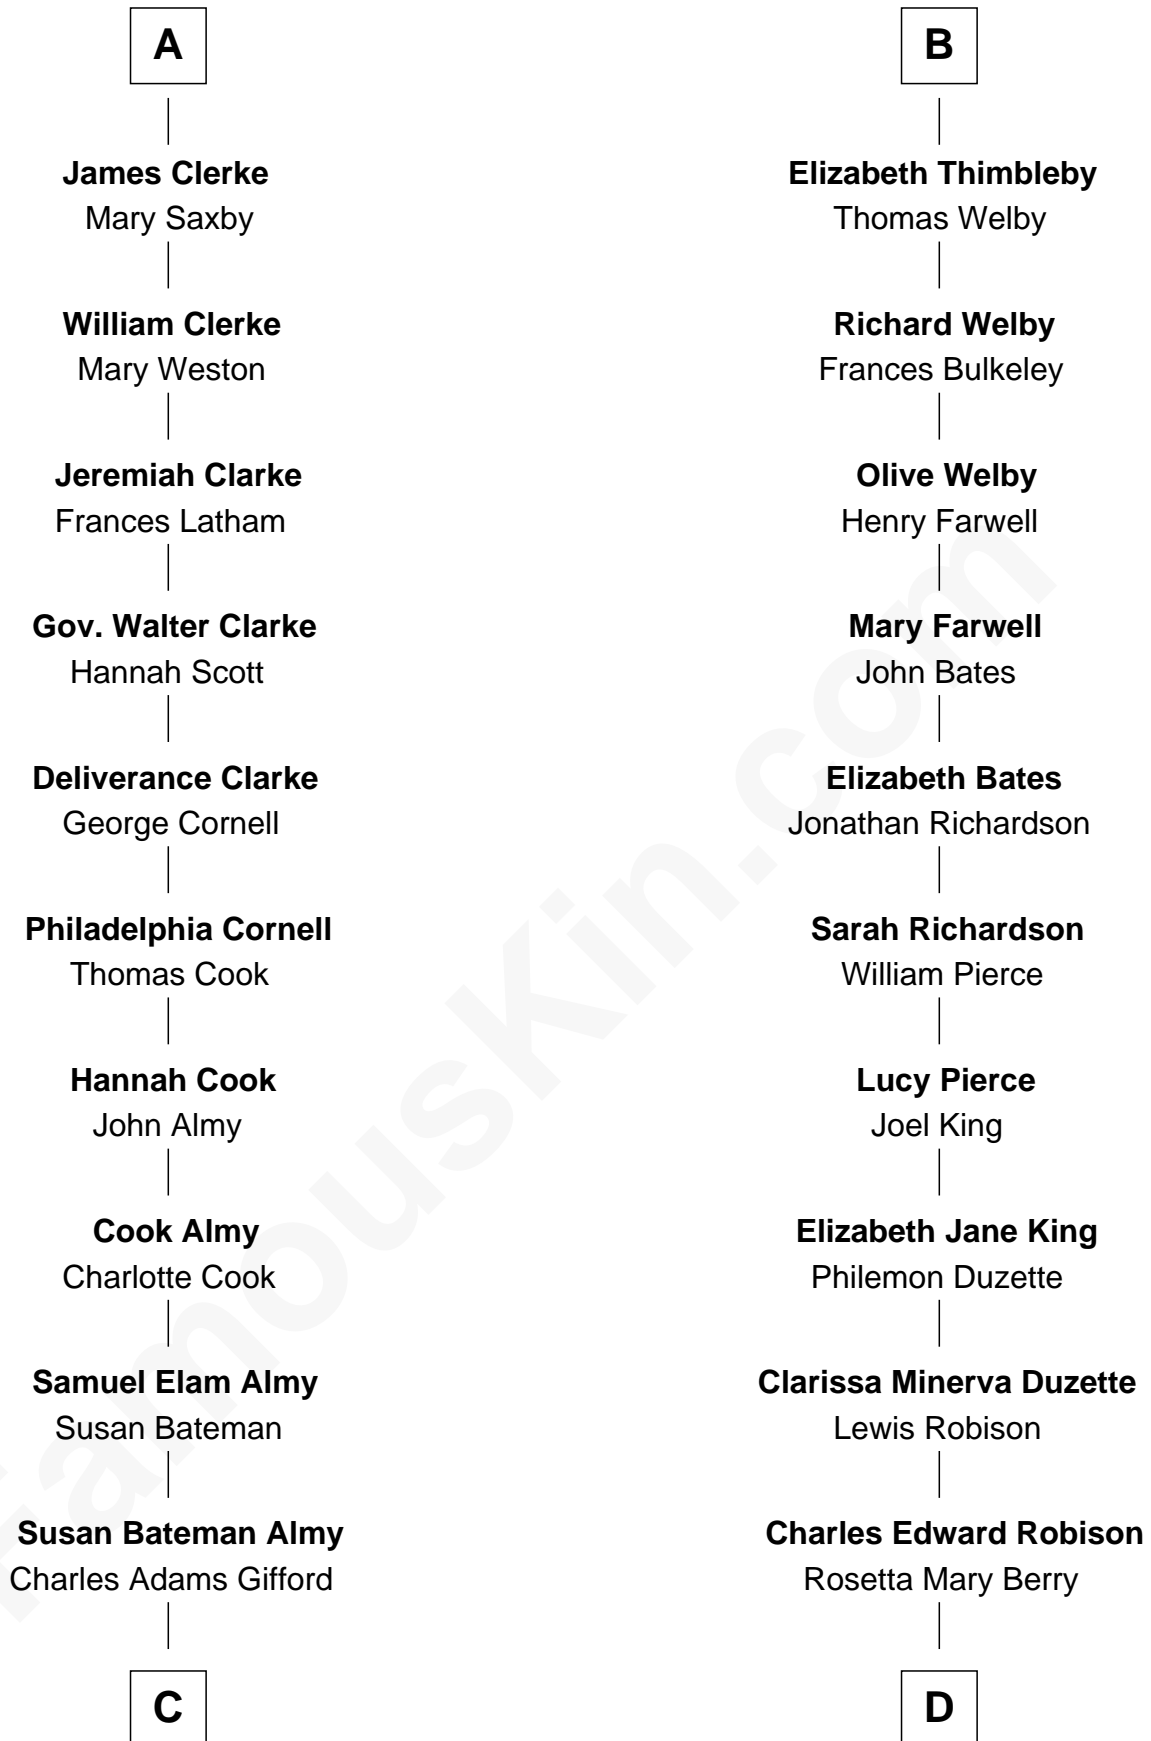 A
James Clerke
Mary Saxby
William Clerke
Mary Weston
Jeremiah Clarke
Frances Latham
Gov. Walter Clarke
Hannah Scott
Deliverance Clarke
George Cornell
Philadelphia Cornell
Thomas Cook
Hannah Cook
John Almy
Cook Almy
Charlotte Cook
Samuel Elam Almy
Susan Bateman
Susan Bateman Almy
Charles Adams Gifford
C
B
Elizabeth Thimbleby
Thomas Welby
Richard Welby
Frances Bulkeley
Olive Welby
Henry Farwell
Mary Farwell
John Bates
Elizabeth Bates
Jonathan Richardson
Sarah Richardson
William Pierce
Lucy Pierce
Joel King
Elizabeth Jane King
Philemon Duzette
Clarissa Minerva Duzette
Lewis Robison
Charles Edward Robison
Rosetta Mary Berry
D
FamousKin.com